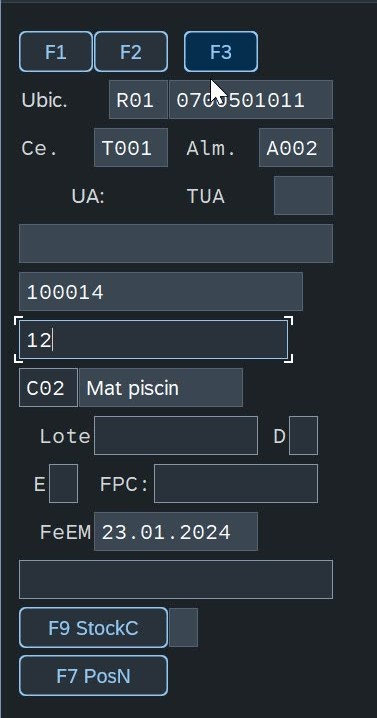 F1 F2 F3
Ubic. R01 0700501011
Ce. T001 Alm. A002
UA: TUA
100014
12
C02 Mat piscin
Lote D
E FPC:
FeEM 23.01.2024
F9 StockC
F7 PosN